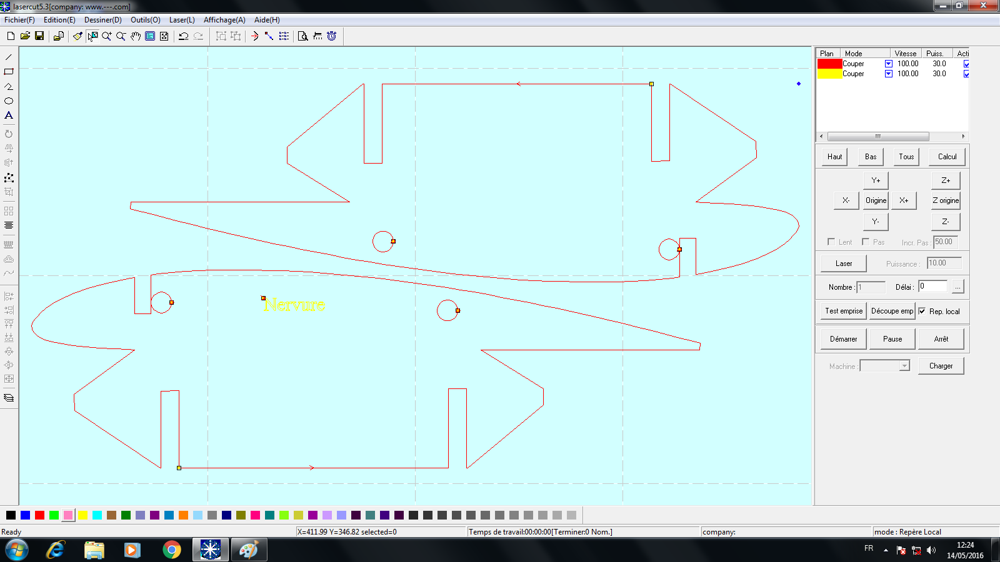 lasercut5.3[company: www.---.com]
Fichier(F) Edition(E) Dessiner(D) Outils(O) Laser(L) Affichage(A) Aide(H)
Plan Mode Vitesse Puiss. Acti
Couper 100.00 30.0
Couper 100.00 30.0
Haut Bas Tous Calcul
Y+ Z+
X- Origine X+ Z origine
Y- Z-
Lent Pas Incr. Pas : 50.00
Laser Puissance : 10.00
Nombre : 1 Délai : 0 ...
Test emprise Découpe emp Rep. local
Démarrer Pause Arrêt
Machine : Charger
A
Nervure
Ready X=411.99 Y=346.82 selected=0 Temps de travail:00:00:00[Terminer:0 Nom.] company: mode : Repère Local
FR 12:24
14/05/2016